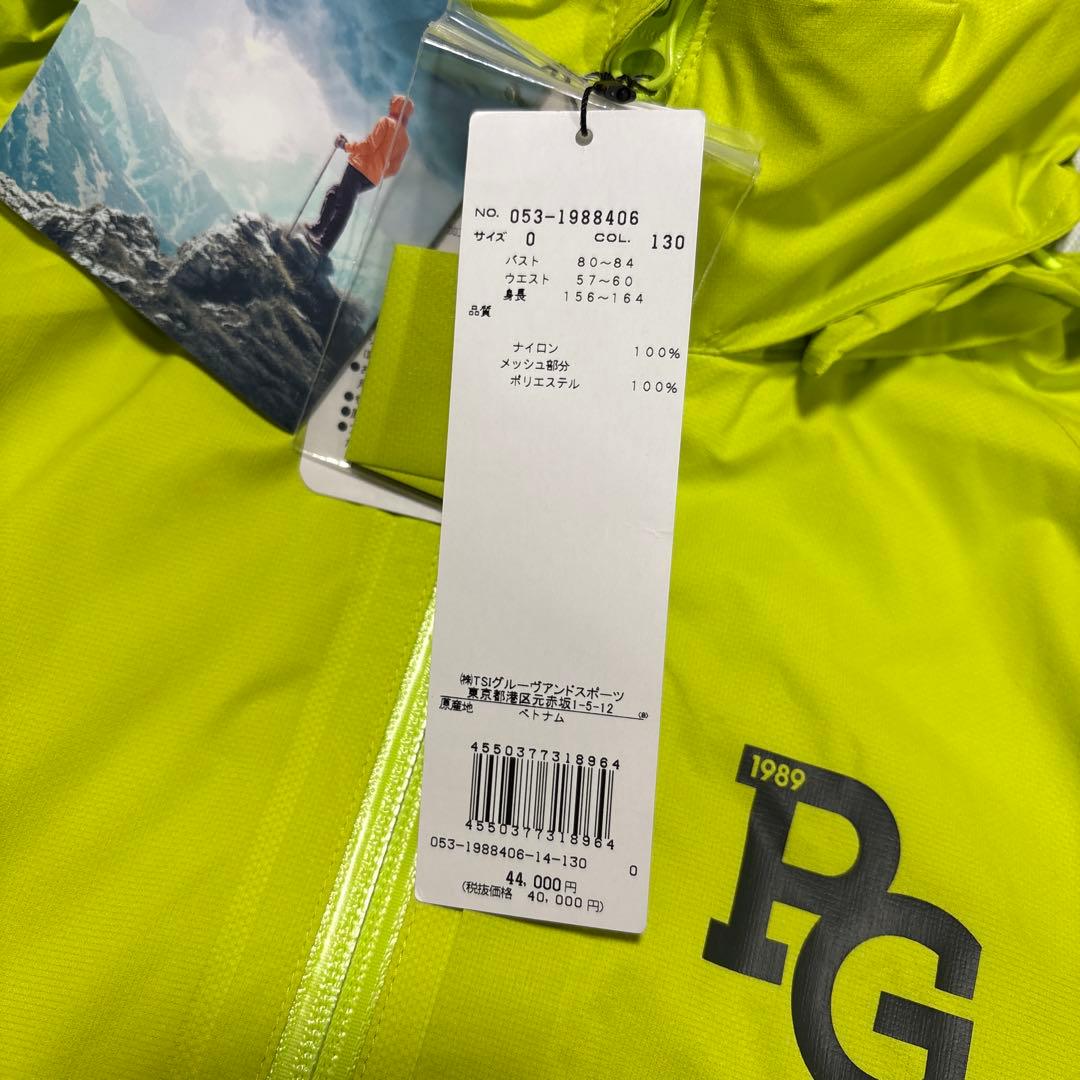 NO. 053-1988406
サイズ 0 COL. 130
バスト 80〜84
ウエスト 57〜60
身長 156〜164
品質
ナイロン 100%
メッシュ部分
ポリエステル 100%
㈱TSIグルーヴアンドスポーツ
東京都港区元赤坂1-5-12
原産地 ベトナム
4550377318964
4550377318964
053-1988406-14-130 0
44,000円
(税抜価格 40,000円)
1989
PG